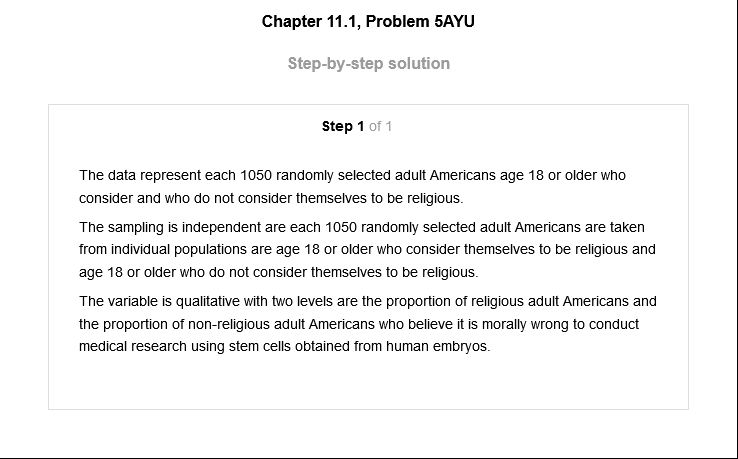 Chapter 11.1, Problem 5AYU
Step-by-step solution
Step 1 of 1
The data represent each 1050 randomly selected adult Americans age 18 or older who
consider and who do not consider themselves to be religious.
The sampling is independent are each 1050 randomly selected adult Americans are taken
from individual populations are age 18 or older who consider themselves to be religious and
age 18 or older who do not consider themselves to be religious.
The variable is qualitative with two levels are the proportion of religious adult Americans and
the proportion of non-religious adult Americans who believe it is morally wrong to conduct
medical research using stem cells obtained from human embryos.